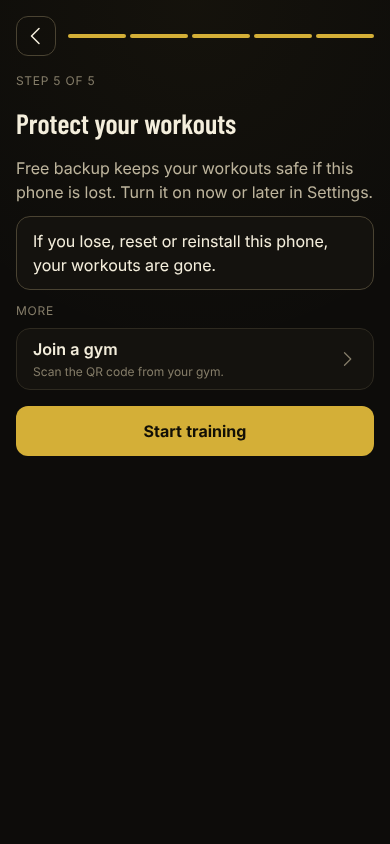 STEP 5 OF 5
Protect your workouts
Free backup keeps your workouts safe if this
phone is lost. Turn it on now or later in Settings.
If you lose, reset or reinstall this phone,
your workouts are gone.
MORE
Join a gym
Scan the QR code from your gym.
Start training